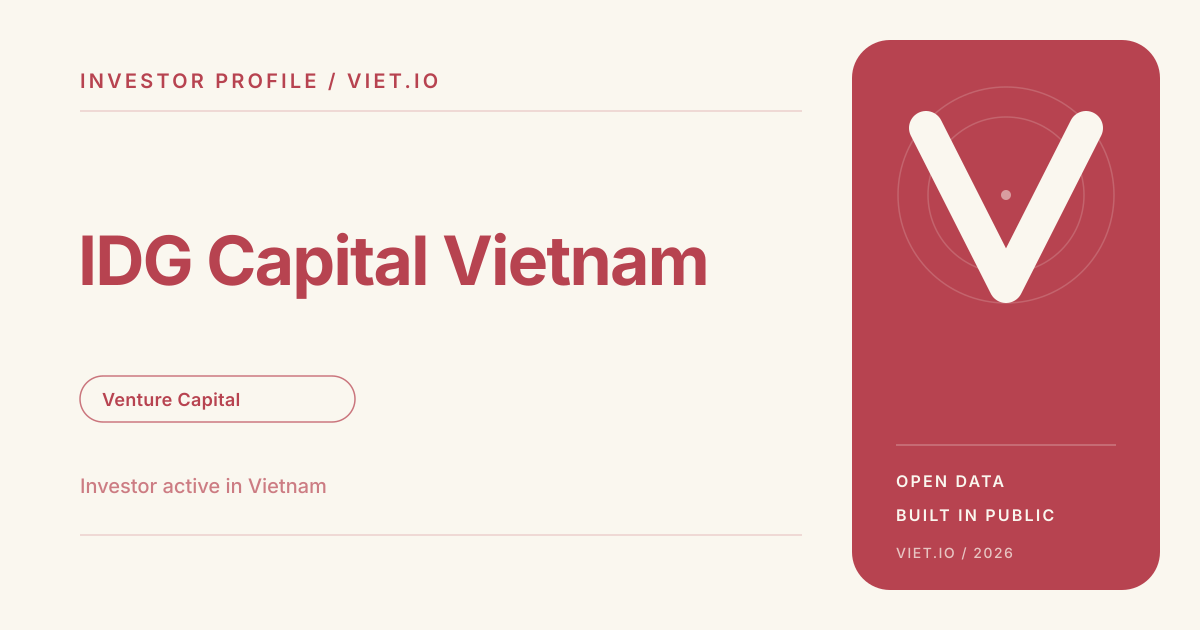 INVESTOR PROFILE / VIET.IO
IDG Capital Vietnam
Venture Capital
Investor active in Vietnam
V
OPEN DATA
BUILT IN PUBLIC
VIET.IO / 2026